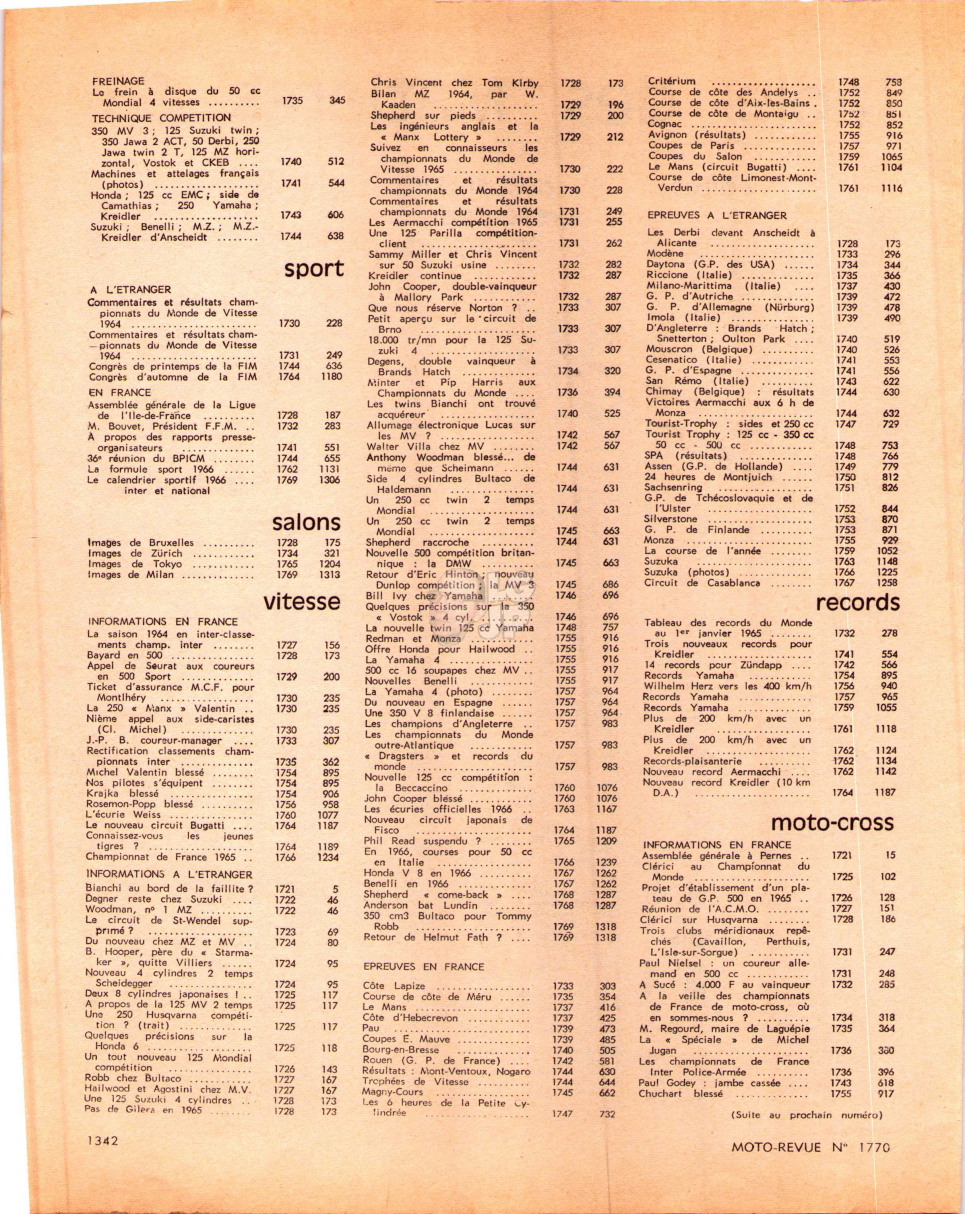 FREINAGE
Le frein à disque du 50 cc
Mondial 4 vitesses .......... 1735 345
TECHNIQUE COMPETITION
350 MV 3 ; 125 Suzuki twin ;
350 Jawa 2 ACT, 50 Derbi, 250
Jawa twin 2 T, 125 MZ hori-
zontal, Vostok et CKEB .... 1740 512
Machines et attelages français
(photos) .................. 1741 544
Honda ; 125 cc EMC ; side de
Camathias ; 250 Yamaha ;
Kreidler .................. 1743 606
Suzuki ; Benelli ; M.Z. ; M.Z.-
Kreidler d'Anscheidt ........ 1744 638
sport
A L'ETRANGER
Commentaires et résultats cham-
pionnats du Monde de Vitesse
1964 ...................... 1730 228
Commentaires et résultats cham-
pionnats du Monde de Vitesse
1964 ...................... 1731 249
Congrès de printemps de la FIM 1744 636
Congrès d'automne de la FIM 1764 1180
EN FRANCE
Assemblée générale de la Ligue
de l'Ile-de-France .......... 1728 187
M. Bouvet, Président F.F.M. .. 1732 283
A propos des rapports presse-
organisateurs .............. 1741 551
36e réunion du BPICM ........ 1744 655
La formule sport 1966 ........ 1762 1131
Le calendrier sportif 1966 .... 1769 1306
inter et national
salons
Images de Bruxelles .......... 1728 175
Images de Zürich ............ 1734 321
Images de Tokyo ............ 1765 1204
Images de Milan .............. 1769 1313
vitesse
INFORMATIONS EN FRANCE
La saison 1964 en inter-classe-
ments champ. inter ........ 1727 156
Bayard en 500 .............. 1728 173
Appel de Seurat aux coureurs
en 500 Sport .............. 1729 200
Ticket d'assurance M.C.F. pour
Montlhéry ................ 1730 235
La 250 « Manx » Valentin .. 1730 235
Nième appel aux side-caristes
(Cl. Michel) .............. 1730 235
J.-P. B. coureur-manager .... 1733 307
Rectification classements cham-
pionnats inter .............. 1735 362
Michel Valentin blessé ........ 1754 895
Nos pilotes s'équipent ........ 1754 895
Krajka blessé ................ 1754 906
Rosemon-Popp blessé .......... 1756 958
L'écurie Weiss .............. 1760 1077
Le nouveau circuit Bugatti .... 1764 1187
Connaissez-vous les jeunes
tigres ? .................. 1764 1189
Championnat de France 1965 .. 1766 1234
INFORMATIONS A L'ETRANGER
Bianchi au bord de la faillite ? 1721 5
Degner reste chez Suzuki .... 1722 46
Woodman, n° 1 MZ .......... 1722 46
Le circuit de St-Wendel sup-
primé ? .................. 1723 69
Du nouveau chez MZ et MV .. 1724 80
B. Hooper, père du « Starma-
ker », quitte Villiers ...... 1724 95
Nouveau 4 cylindres 2 temps
Scheidegger .............. 1724 95
Deux 8 cylindres japonaises ! .. 1725 117
A propos de la 125 MV 2 temps 1725 117
Une 250 Husqvarna compéti-
tion ? (trait) .............. 1725 117
Quelques précisions sur la
Honda 6 .................. 1725 118
Un tout nouveau 125 Mondial
compétition .............. 1726 143
Robb chez Bultaco .......... 1727 167
Hailwood et Agostini chez M.V. 1727 167
Une 125 Suzuki 4 cylindres .. 1728 173
Pas de Gilera en 1965 ........ 1728 173
Chris Vincent chez Tom Kirby 1728 173
Bilan MZ 1964, par W.
Kaaden .................. 1729 196
Shepherd sur pieds .......... 1729 200
Les ingénieurs anglais et la
« Manx Lottery » .......... 1729 212
Suivez en connaisseurs les
championnats du Monde de
Vitesse 1965 .............. 1730 222
Commentaires et résultats
championnats du Monde 1964 1730 228
Commentaires et résultats
championnats du Monde 1964 1731 249
Les Aermacchi compétition 1965 1731 255
Une 125 Parilla compétition-
client .................... 1731 262
Sammy Miller et Chris Vincent
sur 50 Suzuki usine ........ 1732 282
Kreidler continue ............ 1732 287
John Cooper, double-vainqueur
à Mallory Park ............ 1732 287
Que nous réserve Norton ? .. 1733 307
Petit aperçu sur le circuit de
Brno .................... 1733 307
18.000 tr/mn pour la 125 Su-
zuki 4 .................... 1733 307
Degens, double vainqueur à
Brands Hatch .............. 1734 320
Minter et Pip Harris aux
Championnats du Monde .... 1736 394
Les twins Bianchi ont trouvé
acquéreur ................ 1740 525
Allumage électronique Lucas sur
les MV ? .................. 1742 567
Walter Villa chez MV ........ 1742 567
Anthony Woodman blessé... de
même que Scheimann ...... 1744 631
Side 4 cylindres Bultaco de
Haldemann .............. 1744 631
Un 250 cc twin 2 temps
Mondial .................. 1744 631
Un 250 cc twin 2 temps
Mondial .................. 1745 663
Shepherd raccroche .......... 1744 631
Nouvelle 500 compétition britan-
nique : la DMW .......... 1745 663
Retour d'Eric Hinton, nouveau
Dunlop compétition ; la MV 3 1745 686
Bill Ivy chez Yamaha ........ 1746 696
Quelques précisions sur la 350
« Vostok » 4 cyl. .......... 1746 696
La nouvelle twin 125 cc Yamaha 1748 757
Redman et Monza .......... 1755 916
Offre Honda pour Hailwood .. 1755 916
La Yamaha 4 .............. 1755 916
500 cc 16 soupapes chez MV .. 1755 917
Nouvelles Benelli ............ 1755 917
La Yamaha 4 (photo) ........ 1757 964
Du nouveau en Espagne ...... 1757 964
Une 350 V 8 finlandaise ...... 1757 964
Les champions d'Angleterre .. 1757 983
Les championnats du Monde
outre-Atlantique .......... 1757 983
« Dragsters » et records du
monde .................... 1757 983
Nouvelle 125 cc compétition :
la Beccaccino .............. 1760 1076
John Cooper blessé .......... 1760 1076
Les écuries officielles 1966 .. 1763 1167
Nouveau circuit japonais de
Fisco .................... 1764 1187
Phil Read suspendu ? ........ 1765 1209
En 1966, courses pour 50 cc
en Italie .................. 1766 1239
Honda V 8 en 1966 .......... 1767 1262
Benelli en 1966 .............. 1767 1262
Shepherd « come-back » .... 1768 1287
Anderson bat Lundin ........ 1768 1287
350 cm3 Bultaco pour Tommy
Robb .................... 1769 1318
Retour de Helmut Fath ? .... 1769 1318
EPREUVES EN FRANCE
Côte Lapize ................ 1733 303
Course de côte de Méru ...... 1735 354
Le Mans .................... 1737 416
Côte d'Hebecrevon .......... 1737 425
Pau ........................ 1739 473
Coupes E. Mauve ............ 1739 485
Bourg-en-Bresse .............. 1740 505
Rouen (G. P. de France) .... 1742 581
Résultats : Mont-Ventoux, Nogaro 1744 630
Trophées de Vitesse .......... 1744 644
Magny-Cours ................ 1745 662
Les 6 heures de la Petite Cy-
lindrée .................... 1747 732
Critérium .................. 1748 758
Course de côte des Andelys .. 1752 849
Course de côte d'Aix-les-Bains . 1752 850
Course de côte de Montaigu .. 1752 851
Cognac .................... 1752 852
Avignon (résultats) .......... 1755 916
Coupes de Paris .............. 1757 971
Coupes du Salon ............ 1759 1065
Le Mans (circuit Bugatti) .... 1761 1104
Course de côte Limonest-Mont-
Verdun .................... 1761 1116
EPREUVES A L'ETRANGER
Les Derbi devant Anscheidt à
Alicante .................. 1728 173
Modène .................... 1733 296
Daytona (G.P. des USA) ...... 1734 344
Riccione (Italie) .............. 1735 366
Milano-Marittima (Italie) .... 1737 430
G. P. d'Autriche .............. 1739 472
G. P. d'Allemagne (Nürburg) 1739 478
Imola (Italie) ................ 1739 490
D'Angleterre : Brands Hatch ;
Snetterton ; Oulton Park .... 1740 519
Mouscron (Belgique) .......... 1740 526
Cesenatico (Italie) ............ 1741 553
G. P. d'Espagne .............. 1741 556
San Rémo (Italie) ............ 1743 622
Chimay (Belgique) : résultats 1744 630
Victoires Aermacchi aux 6 h de
Monza .................... 1744 632
Tourist-Trophy : sides et 250 cc 1747 729
Tourist Trophy : 125 cc - 350 cc
50 cc - 500 cc ............ 1748 753
SPA (résultats) .............. 1748 766
Assen (G.P. de Hollande) .... 1749 779
24 heures de Montjuich ...... 1750 812
Sachsenring ................ 1751 826
G.P. de Tchécoslovaquie et de
l'Ulster .................. 1752 844
Silverstone .................. 1753 870
G. P. de Finlande ............ 1753 871
Monza ...................... 1755 929
La course de l'année ........ 1759 1052
Suzuka .................... 1763 1148
Suzuka (photos) .............. 1766 1225
Circuit de Casablanca ........ 1767 1258
records
Tableau des records du Monde
au 1er janvier 1965 ........ 1732 278
Trois nouveaux records pour
Kreidler .................. 1741 554
14 records pour Zündapp .... 1742 566
Records Yamaha ............ 1754 895
Wilhelm Herz vers les 400 km/h 1756 940
Records Yamaha ............ 1757 965
Records Yamaha ............ 1759 1055
Plus de 200 km/h avec un
Kreidler .................. 1761 1118
Plus de 200 km/h avec un
Kreidler .................. 1762 1124
Records-plaisanterie .......... 1762 1134
Nouveau record Aermacchi .... 1762 1142
Nouveau record Kreidler (10 km
D.A.) .................... 1764 1187
moto-cross
INFORMATIONS EN FRANCE
Assemblée générale à Pernes .. 1721 15
Clérici au Championnat du
Monde .................... 1725 102
Projet d'établissement d'un pla-
teau de G.P. 500 en 1965 .. 1726 128
Réunion de l'A.C.M.O. ........ 1727 151
Clérici sur Husqvarna ........ 1728 186
Trois clubs méridionaux repê-
chés (Cavaillon, Perthuis,
L'Isle-sur-Sorgue) .......... 1731 247
Paul Nielsel : un coureur alle-
mand en 500 cc .......... 1731 248
A Sucé : 4.000 F au vainqueur 1732 285
A la veille des championnats
de France de moto-cross, où
en sommes-nous ? .......... 1734 318
M. Regourd, maire de Laguépie 1735 364
La « Spéciale » de Michel
Jugan .................... 1736 380
Les championnats de France
Inter Police-Armée .......... 1736 396
Paul Godey : jambe cassée .... 1743 618
Chuchart blessé .............. 1755 917
(Suite au prochain numéro)
1342
MOTO-REVUE N° 1770